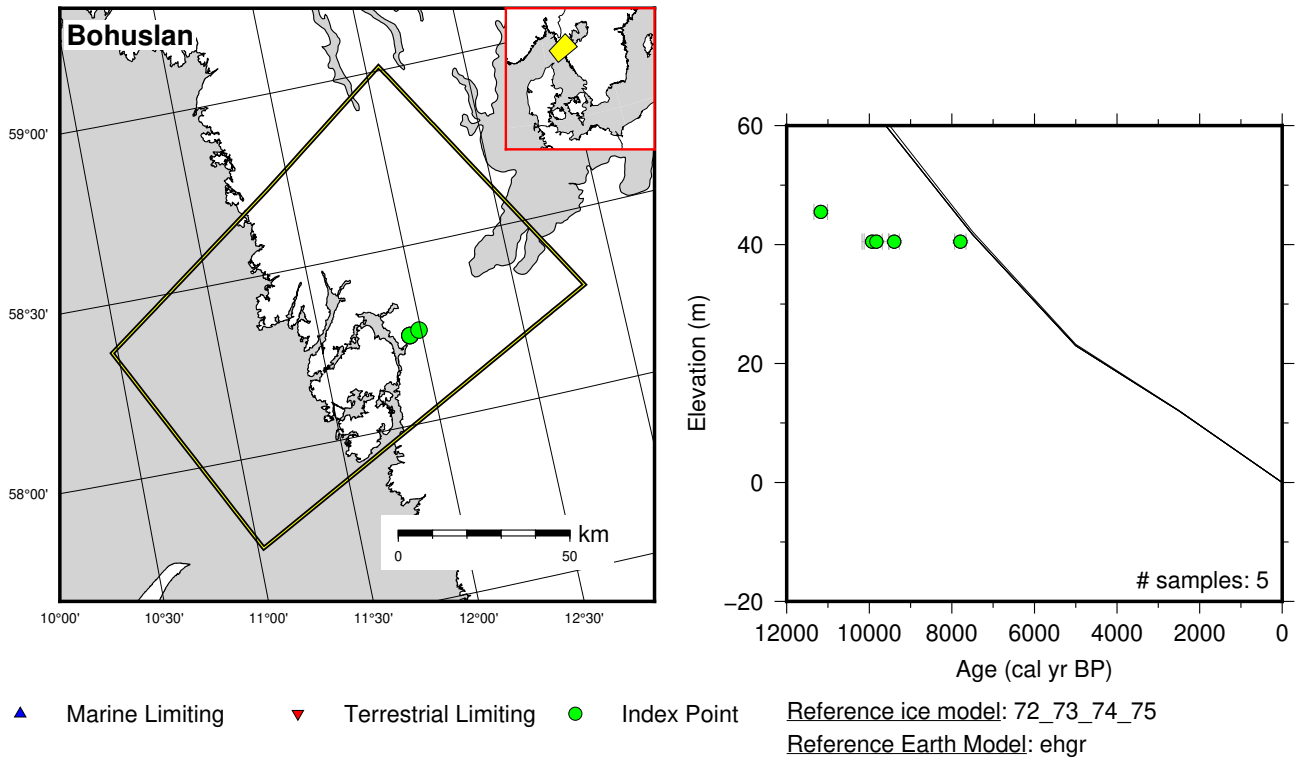 Bohuslan
59°00'
58°30'
58°00'
km
0 50
10°00' 10°30' 11°00' 11°30' 12°00' 12°30'
60
40
20
0
−20
Elevation (m)
# samples: 5
12000 10000 8000 6000 4000 2000 0
Age (cal yr BP)
Marine Limiting Terrestrial Limiting Index Point
Reference ice model: 72_73_74_75
Reference Earth Model: ehgr